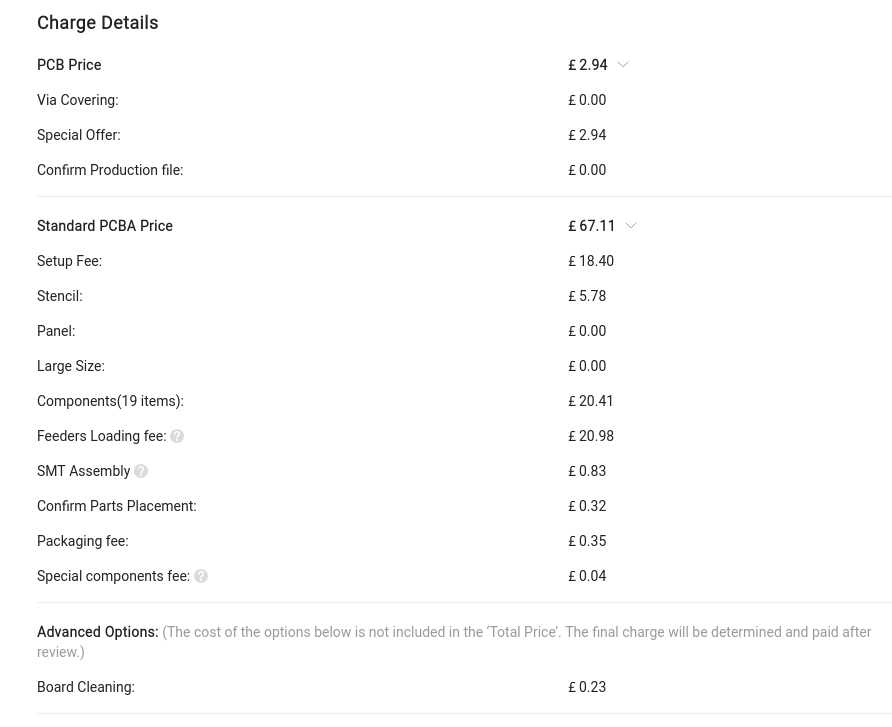 Charge Details
PCB Price £ 2.94
Via Covering: £ 0.00
Special Offer: £ 2.94
Confirm Production file: £ 0.00
Standard PCBA Price £ 67.11
Setup Fee: £ 18.40
Stencil: £ 5.78
Panel: £ 0.00
Large Size: £ 0.00
Components(19 items): £ 20.41
Feeders Loading fee: ? £ 20.98
SMT Assembly ? £ 0.83
Confirm Parts Placement: £ 0.32
Packaging fee: £ 0.35
Special components fee: ? £ 0.04
Advanced Options: (The cost of the options below is not included in the ‘Total Price’. The final charge will be determined and paid after
review.)
Board Cleaning: £ 0.23